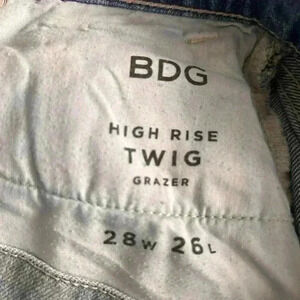 BDG
HIGH RISE
TWIG
GRAZER
28W 26L